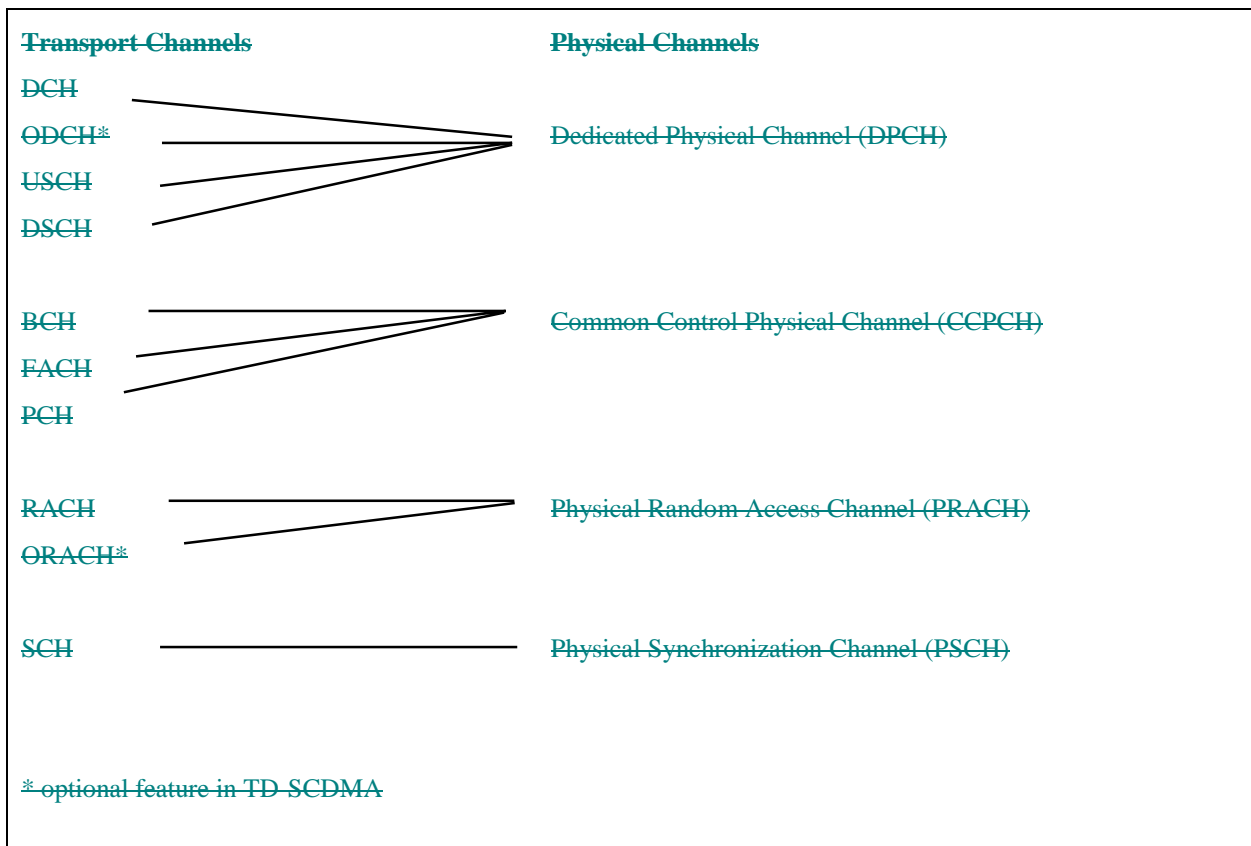 Transport Channels Physical Channels
DCH
ODCH* Dedicated Physical Channel (DPCH)
USCH
DSCH
BCH Common Control Physical Channel (CCPCH)
FACH
PCH
RACH Physical Random Access Channel (PRACH)
ORACH*
SCH Physical Synchronization Channel (PSCH)
* optional feature in TD-SCDMA